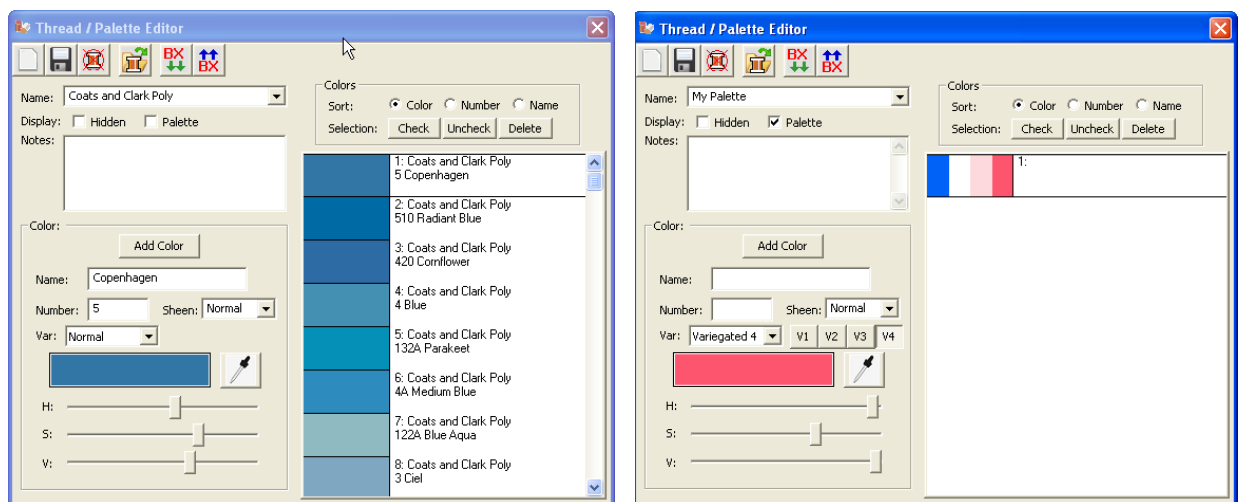 Thread / Palette Editor
BX
BX
Name: Coats and Clark Poly
Display: Hidden Palette
Notes:
Color:
Add Color
Name: Copenhagen
Number: 5 Sheen: Normal
Var: Normal
H:
S:
V:
Colors
Sort: Color Number Name
Selection: Check Uncheck Delete
1: Coats and Clark Poly
5 Copenhagen
2: Coats and Clark Poly
510 Radiant Blue
3: Coats and Clark Poly
420 Cornflower
4: Coats and Clark Poly
4 Blue
5: Coats and Clark Poly
132A Parakeet
6: Coats and Clark Poly
4A Medium Blue
7: Coats and Clark Poly
122A Blue Aqua
8: Coats and Clark Poly
3 Ciel
Thread / Palette Editor
BX
BX
Name: My Palette
Display: Hidden Palette
Notes:
Color:
Add Color
Name:
Number: Sheen: Normal
Var: Variegated 4 V1 V2 V3 V4
H:
S:
V:
Colors
Sort: Color Number Name
Selection: Check Uncheck Delete
1: